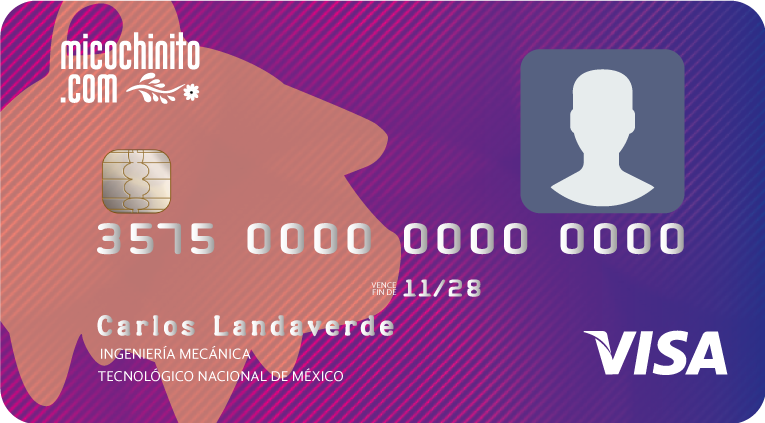 micochinito
.com
3575 0000 0000 0000
VENCE
FIN DE 11/28
Carlos Landaverde
INGENIERÍA MECÁNICA
TECNOLÓGICO NACIONAL DE MÉXICO
VISA